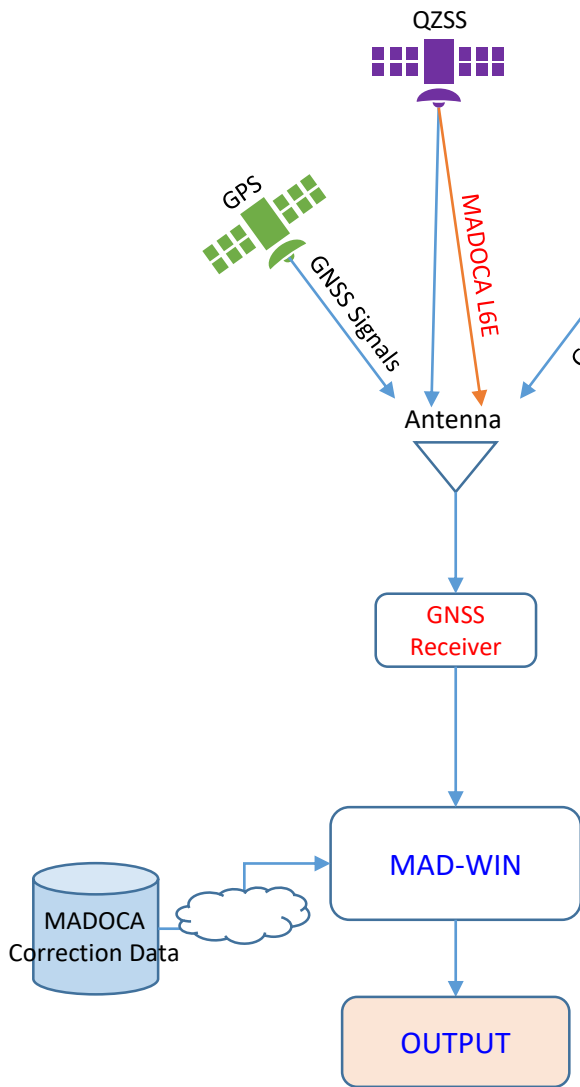 QZSS
GPS
GNSS Signals
MADOCA L6E
Antenna
GNSS
Receiver
MAD-WIN
MADOCA
Correction Data
OUTPUT